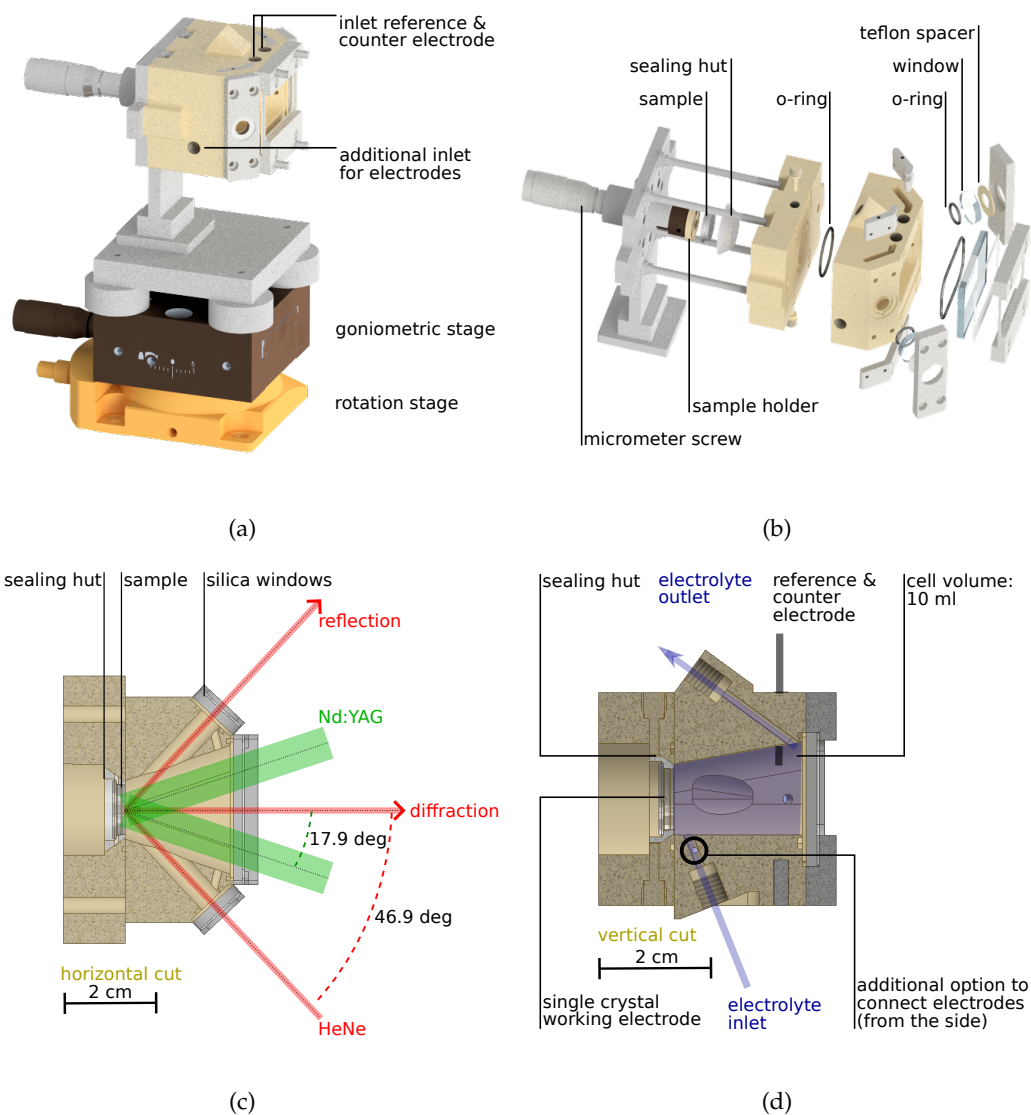 inlet reference &
counter electrode
additional inlet
for electrodes
goniometric stage
5
rotation stage
(a)
teflon spacer
sealing hut
window
sample
o-ring
o-ring
sample holder
micrometer screw
(b)
sealing hut
sample
silica windows
reflection
Nd:YAG
diffraction
17.9 deg
46.9 deg
horizontal cut
2 cm
HeNe
(c)
sealing hut
electrolyte
outlet
reference &
counter
electrode
cell volume:
10 ml
vertical cut
2 cm
single crystal
working electrode
electrolyte
inlet
additional option to
connect electrodes
(from the side)
(d)